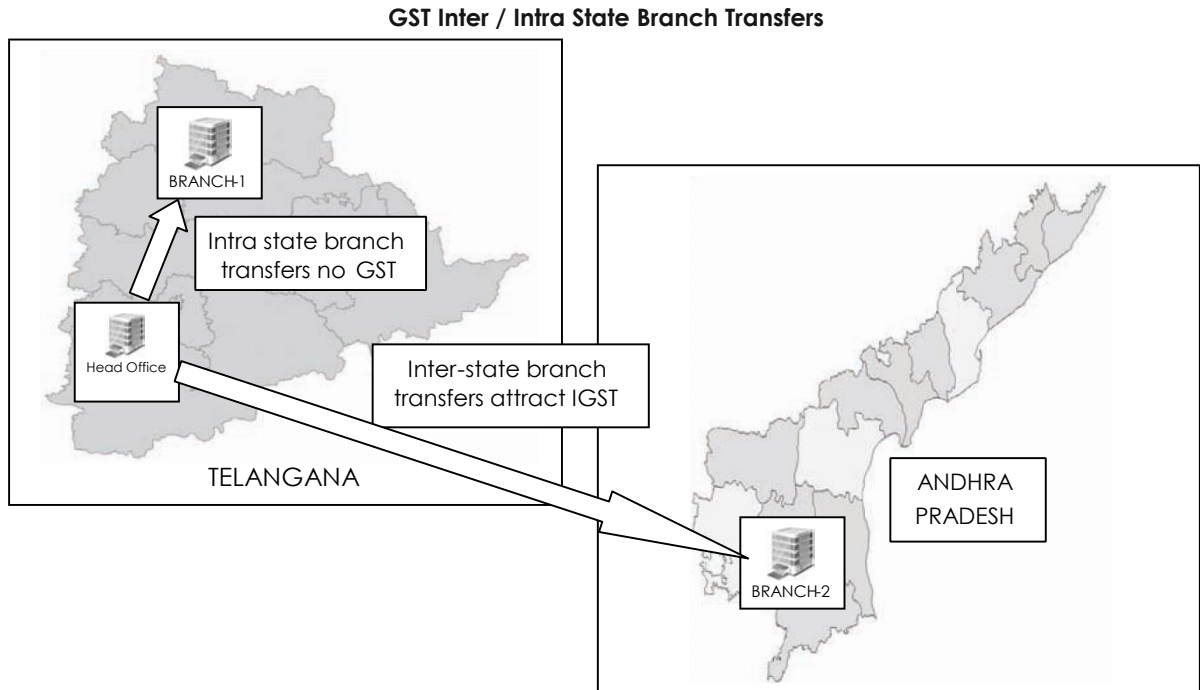 GST Inter / Intra State Branch Transfers
BRANCH-1
Intra state branch
transfers no GST
Head Office
Inter-state branch
transfers attract IGST
TELANGANA
ANDHRA
PRADESH
BRANCH-2